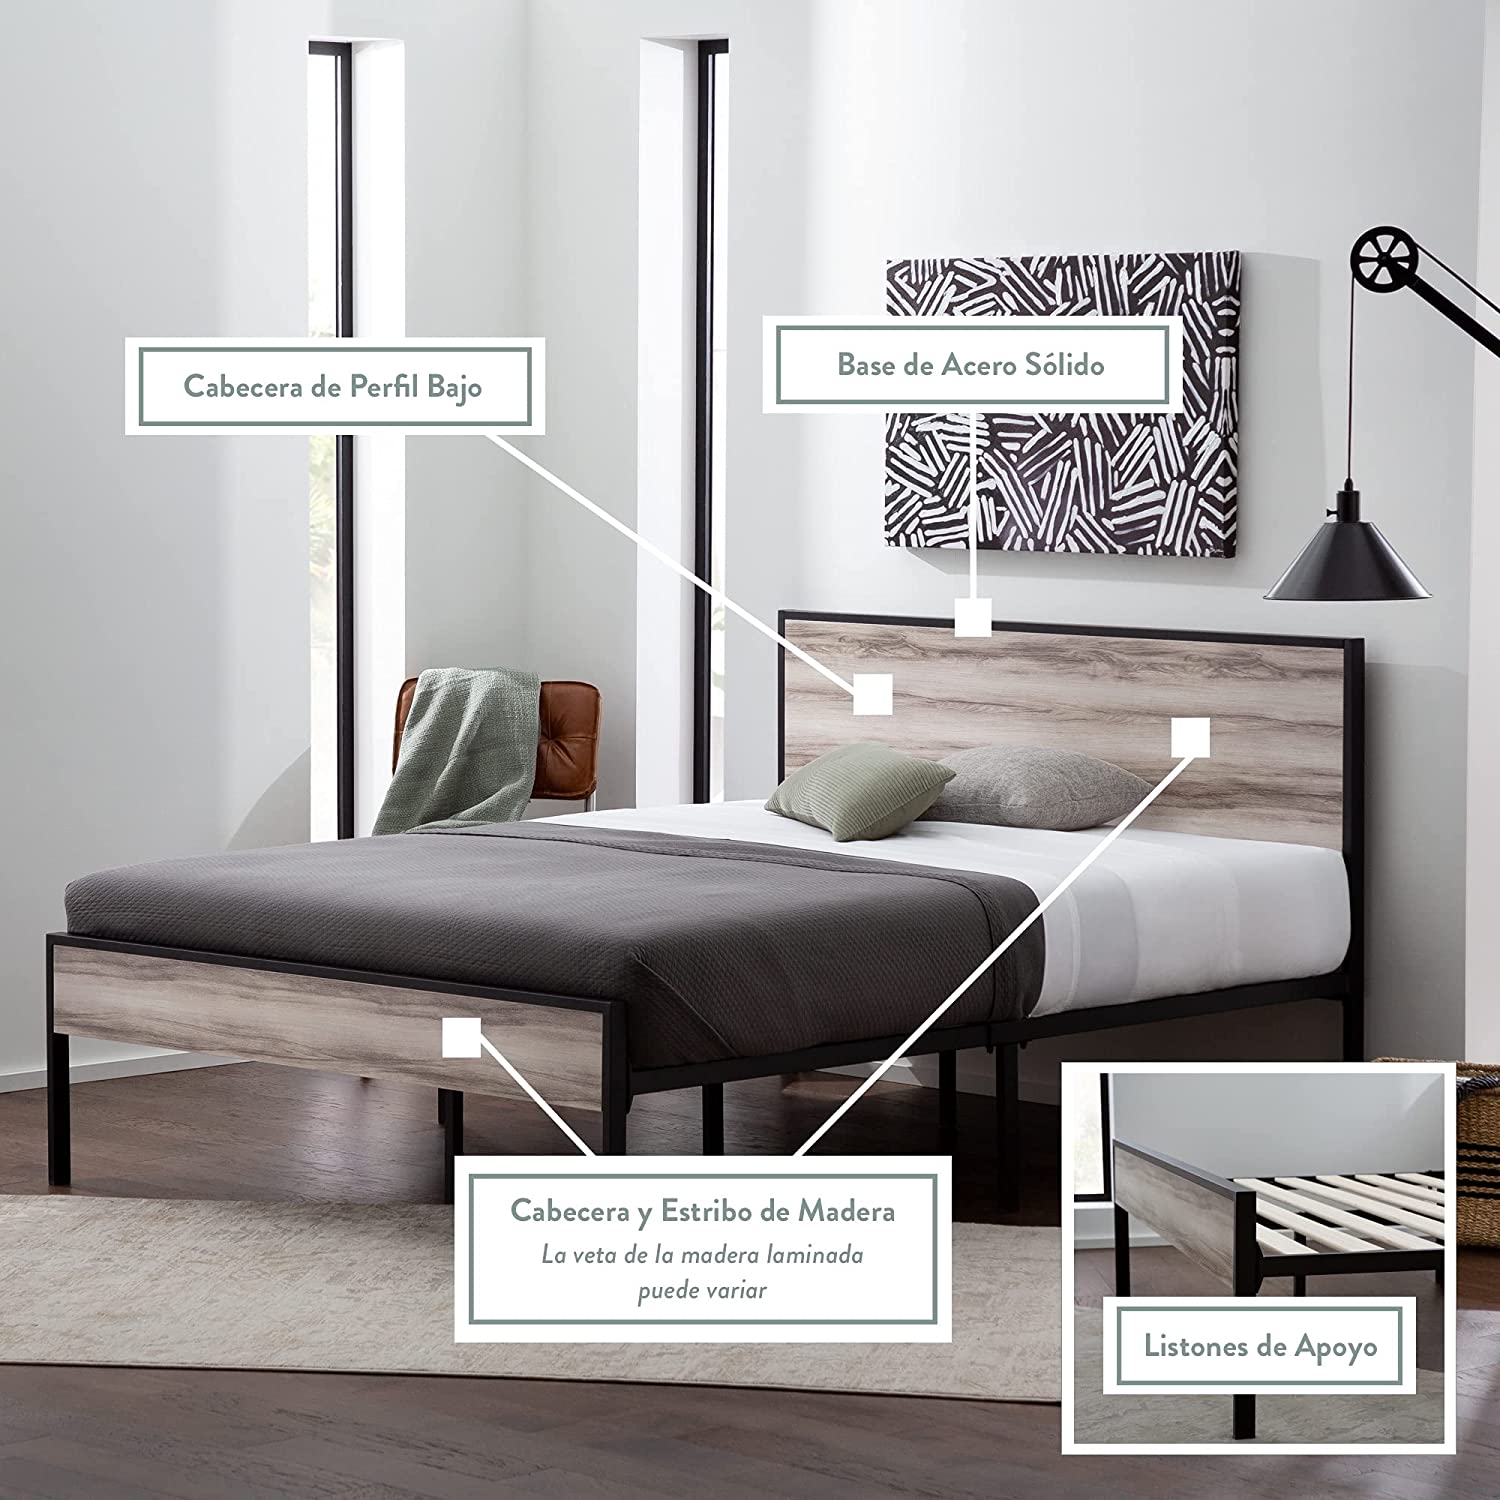 Cabecera de Perfil Bajo
Base de Acero Sólido
Cabecera y Estribo de Madera
La veta de la madera laminada
puede variar
Listones de Apoyo